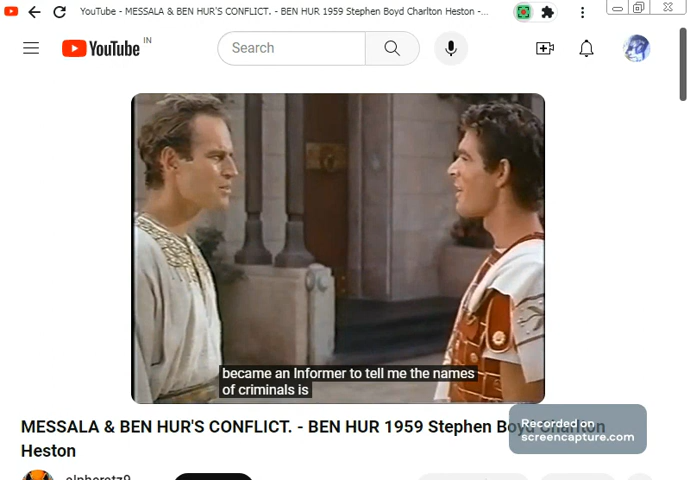 YouTube - MESSALA & BEN HUR'S CONFLICT. - BEN HUR 1959 Stephen Boyd Charlton Heston -...
YouTube IN
Search
became an Informer to tell me the names
of criminals is
MESSALA & BEN HUR'S CONFLICT. - BEN HUR 1959 Stephen Boyd Charlton
Heston
Recorded on
screencapture.com
alpheratz9